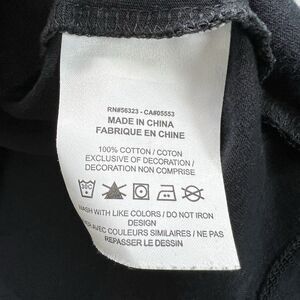 RN#56323 - CA#05553
MADE IN CHINA
FABRIQUE EN CHINE
100% COTTON / COTON
EXCLUSIVE OF DECORATION /
DECORATION NON COMPRISE
WASH WITH LIKE COLORS / DO NOT IRON
DESIGN
AVEC COULEURS SIMILAIRES / NE PAS
REPASSER LE DESSIN